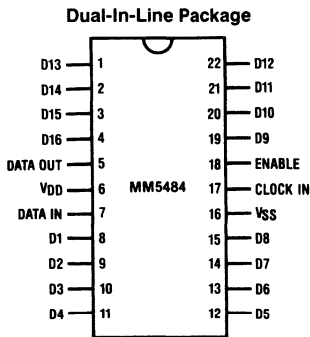 Dual-In-Line Package
D13 1 22 D12
D14 2 21 D11
D15 3 20 D10
D16 4 19 D9
DATA OUT 5 18 ENABLE
VDD 6 MM5484 17 CLOCK IN
DATA IN 7 16 VSS
D1 8 15 D8
D2 9 14 D7
D3 10 13 D6
D4 11 12 D5